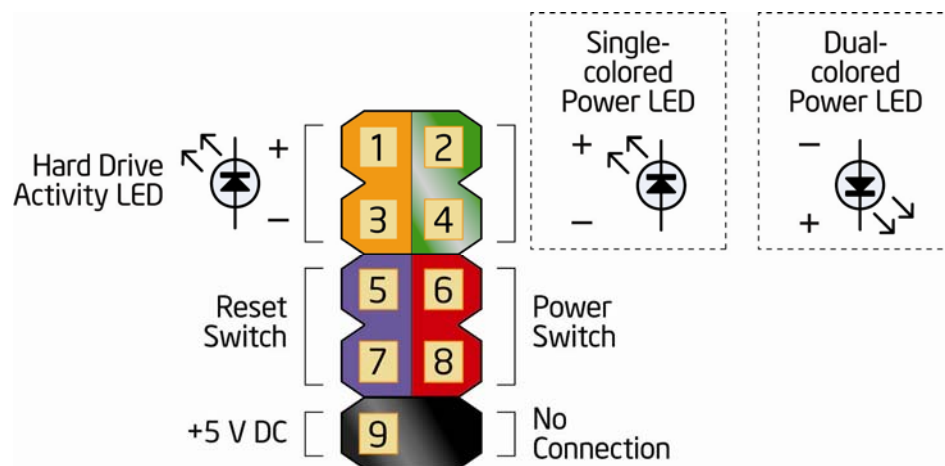 Single-
colored
Power LED
+
–
Dual-
colored
Power LED
–
+
Hard Drive
Activity LED
+
–
1 2
3 4
Reset
Switch
5 6
7 8
Power
Switch
+5 V DC
9
No
Connection